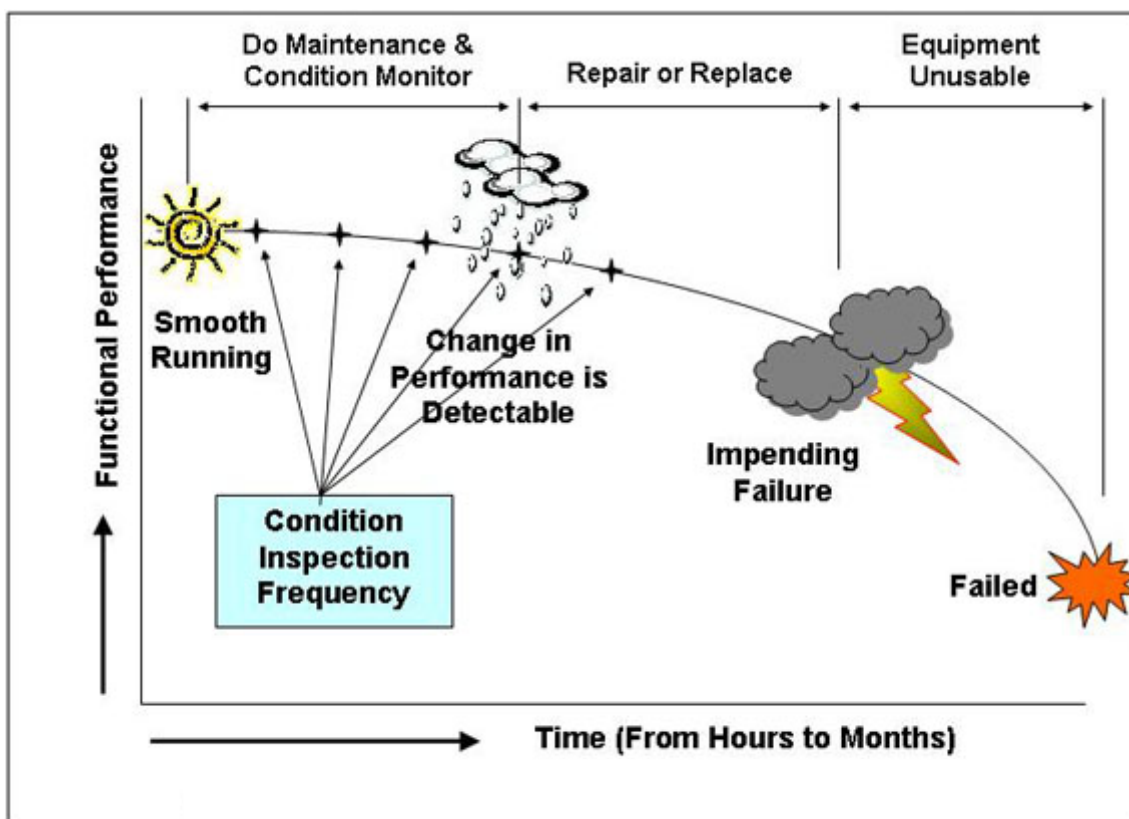 Do Maintenance &
Condition Monitor
Repair or Replace
Equipment
Unusable
Functional Performance
Smooth
Running
Change in
Performance is
Detectable
Impending
Failure
Condition
Inspection
Frequency
Failed
Time (From Hours to Months)